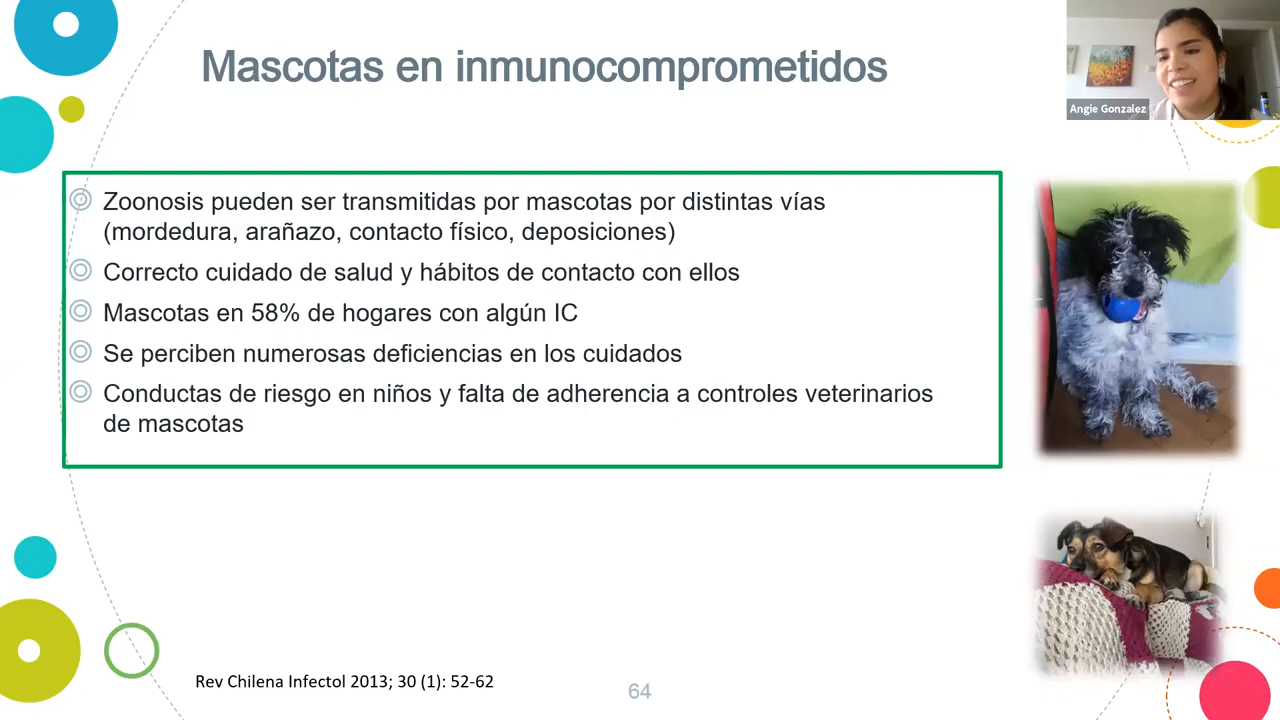 Mascotas en inmunocomprometidos
Angie Gonzalez
Zoonosis pueden ser transmitidas por mascotas por distintas vías
(mordedura, arañazo, contacto físico, deposiciones)
Correcto cuidado de salud y hábitos de contacto con ellos
Mascotas en 58% de hogares con algún IC
Se perciben numerosas deficiencias en los cuidados
Conductas de riesgo en niños y falta de adherencia a controles veterinarios
de mascotas
Rev Chilena Infectol 2013; 30 (1): 52-62
64